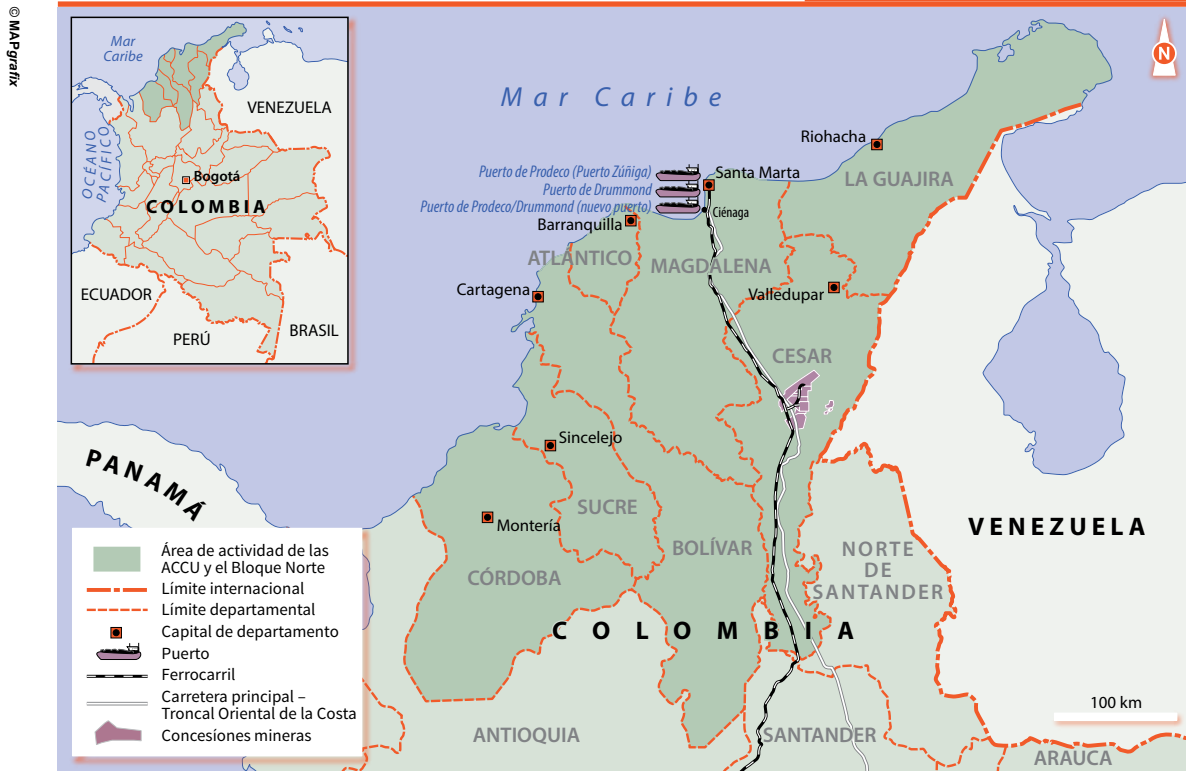 © MAPgrafix
Mar
Caribe
VENEZUELA
OCÉANO
PACÍFICO
Bogotá
COLOMBIA
ECUADOR
PERÚ
BRASIL
N
Mar Caribe
Riohacha
LA GUAJIRA
Puerto de Prodeco (Puerto Zúñiga)
Santa Marta
Puerto de Drummond
Puerto de Prodeco/Drummond (nuevo puerto)
Ciénaga
Barranquilla
ATLÁNTICO
MAGDALENA
Cartagena
Valledupar
CESAR
Sincelejo
PANAMÁ
SUCRE
Montería
VENEZUELA
BOLÍVAR
NORTE
DE
SANTANDER
CÓRDOBA
COLOMBIA
ANTIOQUIA
SANTANDER
ARAUCA
100 km
Área de actividad de las
ACCU y el Bloque Norte
Límite internacional
Límite departamental
Capital de departamento
Puerto
Ferrocarril
Carretera principal –
Troncal Oriental de la Costa
Concesíones mineras